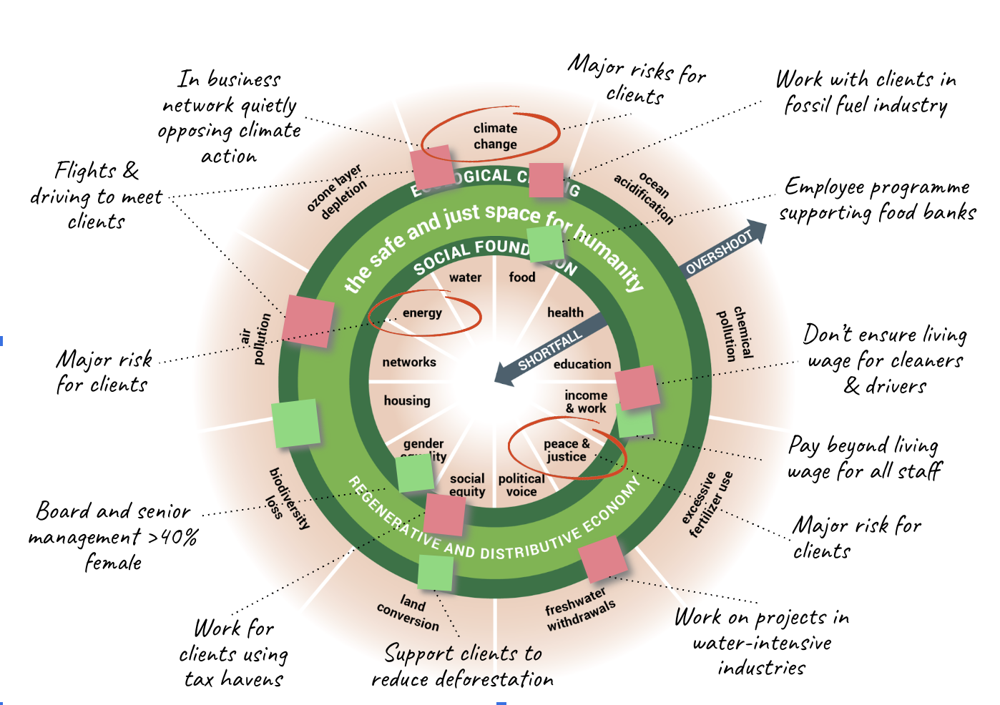 In business
network quietly
opposing climate
action
Major risks for
clients
Work with clients in
fossil fuel industry
Flights &
driving to meet
clients
Employee programme
supporting food banks
Major risk
for clients
Don't ensure living
wage for cleaners
& drivers
Pay beyond living
wage for all staff
Board and senior
management >40%
female
Major risk for
clients
Work for
clients using
tax havens
Support clients to
reduce deforestation
Work on projects in
water-intensive
industries
climate
change
ocean
acidification
chemical
pollution
excessive
fertilizer use
freshwater
withdrawals
land
conversion
biodiversity
loss
air
pollution
ozone layer
depletion
OVERSHOOT
the safe and just space for humanity
water
food
health
SHORTFALL
education
income
& work
peace &
justice
political
voice
social
equity
gender
housing
networks
energy
REGENERATIVE AND DISTRIBUTIVE ECONOMY
SOCIAL